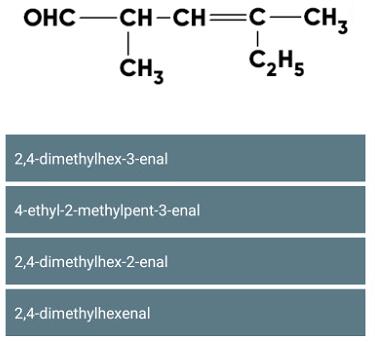 OHC—CH–CH=C—CH₃
CH₃ C₂H₅
2,4-dimethylhex-3-enal
4-ethyl-2-methylpent-3-enal
2,4-dimethylhex-2-enal
2,4-dimethylhexenal